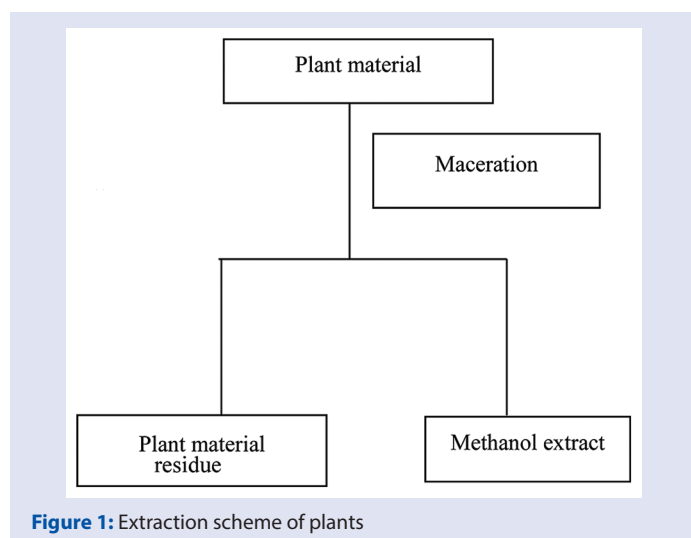 Plant material
Maceration
Plant material
residue
Methanol extract
Figure 1: Extraction scheme of plants